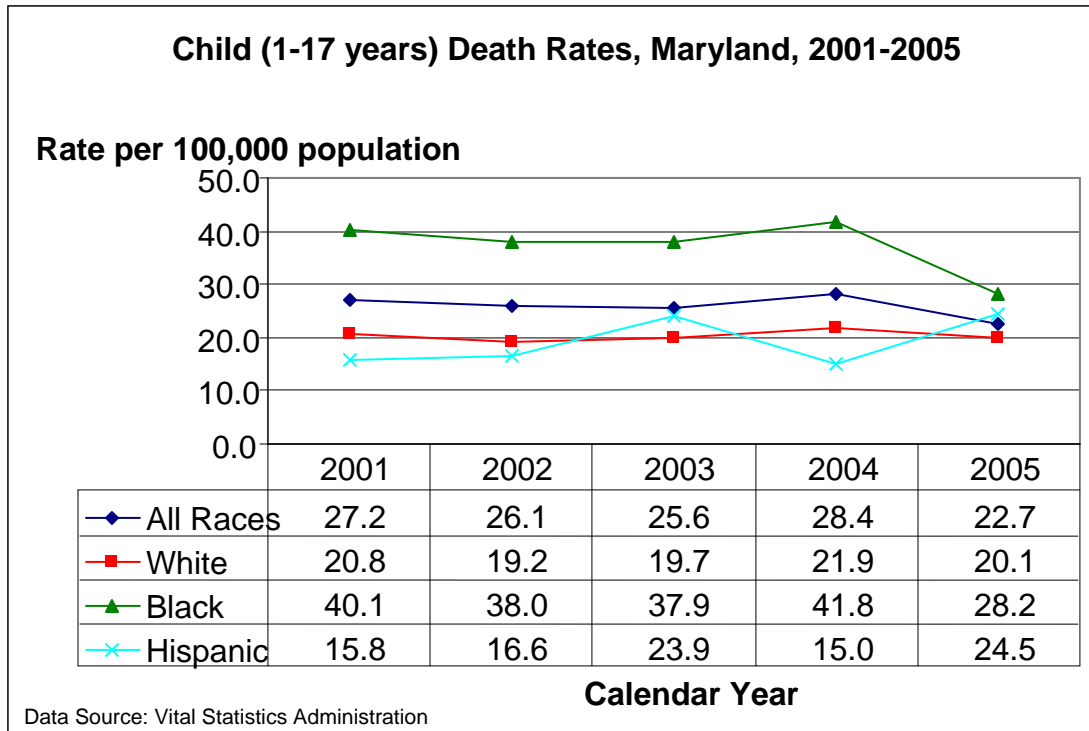 Child (1-17 years) Death Rates, Maryland, 2001-2005
Rate per 100,000 population
50.0
40.0
30.0
20.0
10.0
0.0
2001 2002 2003 2004 2005
All Races 27.2 26.1 25.6 28.4 22.7
White 20.8 19.2 19.7 21.9 20.1
Black 40.1 38.0 37.9 41.8 28.2
Hispanic 15.8 16.6 23.9 15.0 24.5
Calendar Year
Data Source: Vital Statistics Administration